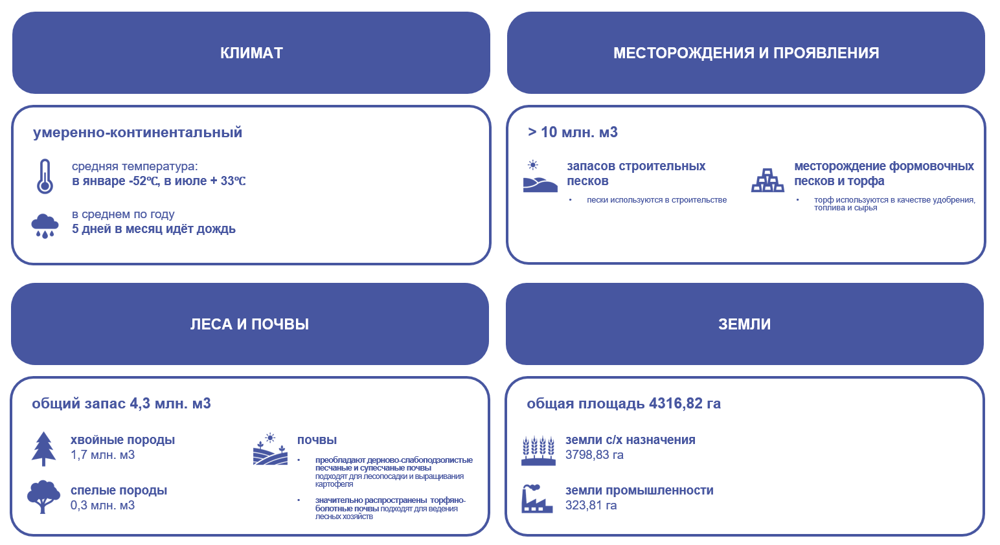 КЛИМАТ
умеренно-континентальный
средняя температура:
в январе -52℃, в июле + 33℃
в среднем по году
5 дней в месяц идёт дождь
МЕСТОРОЖДЕНИЯ И ПРОЯВЛЕНИЯ
> 10 млн. м3
запасов строительных
песков
• пески используются в строительстве
месторождение формовочных
песков и торфа
• торф используются в качестве удобрения,
топлива и сырья
ЛЕСА И ПОЧВЫ
общий запас 4,3 млн. м3
хвойные породы
1,7 млн. м3
спелые породы
0,3 млн. м3
почвы
• преобладают дерново-слабоподзолистые
песчаные и супесчаные почвы
подходят для лесопосадки и выращивания
картофеля
• значительно распространены торфяно-
болотные почвы подходят для ведения
лесных хозяйств
ЗЕМЛИ
общая площадь 4316,82 га
земли с/х назначения
3798,83 га
земли промышленности
323,81 га